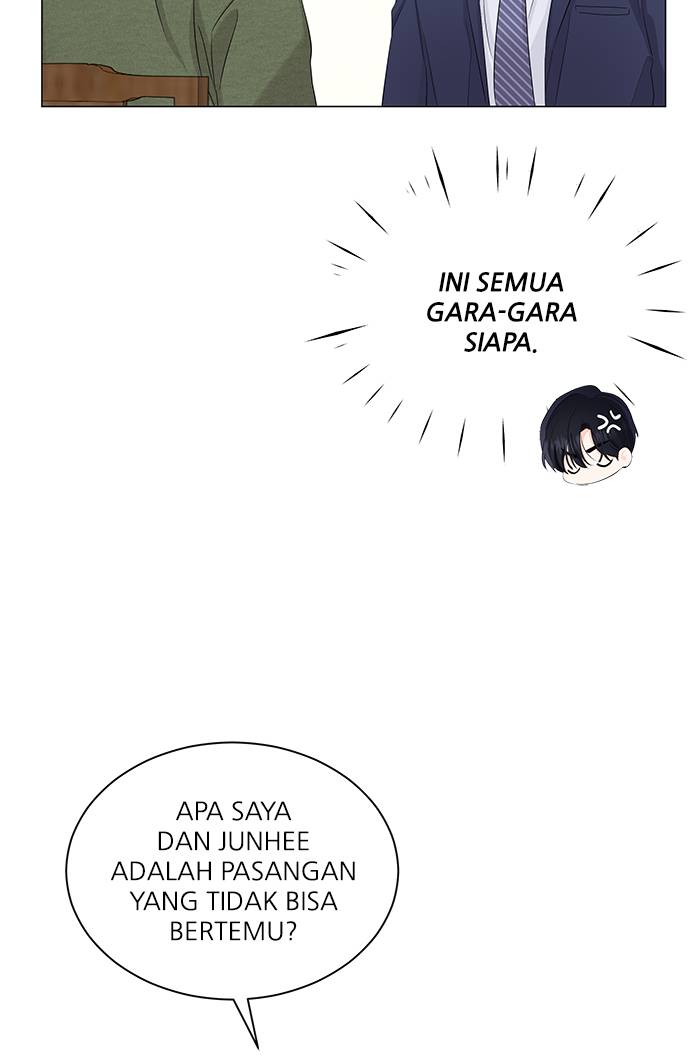 INI SEMUA
GARA-GARA
SIAPA.
APA SAYA
DAN JUNHEE
ADALAH PASANGAN
YANG TIDAK BISA
BERTEMU?